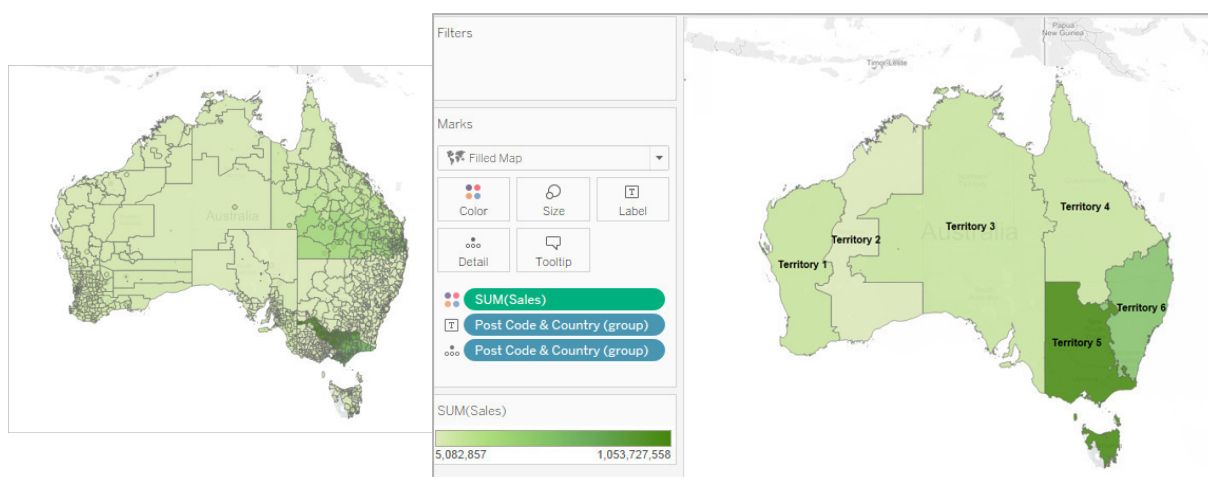 Australia
Filters
Marks
Filled Map
Color
Size
Label
T
Detail
Tooltip
SUM(Sales)
T
Post Code & Country (group)
Post Code & Country (group)
SUM(Sales)
5,082,857
1,053,727,558
Papua
New Guinea
Timor-Leste
Territory 4
Territory 3
Australia
Territory 2
Territory 1
Territory 6
Territory 5